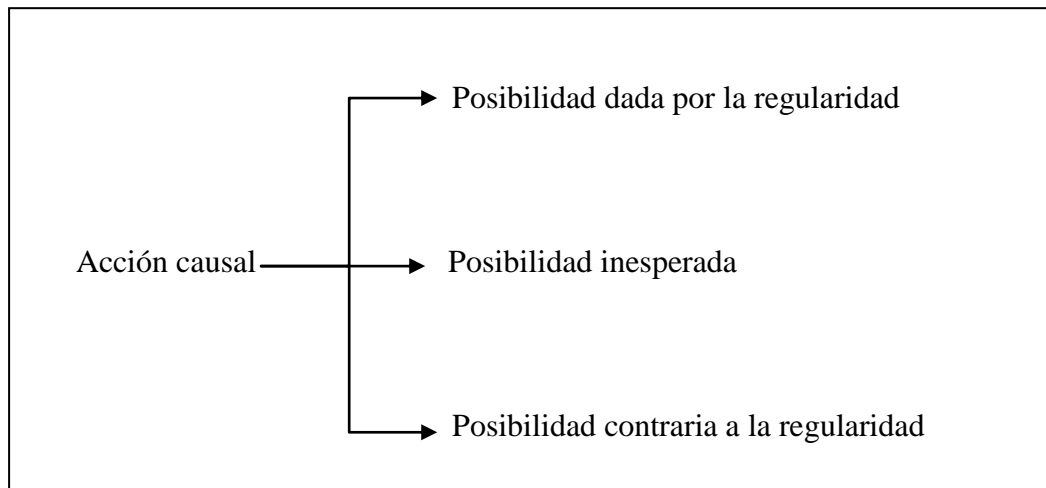 Posibilidad dada por la regularidad
Acción causal
Posibilidad inesperada
Posibilidad contraria a la regularidad